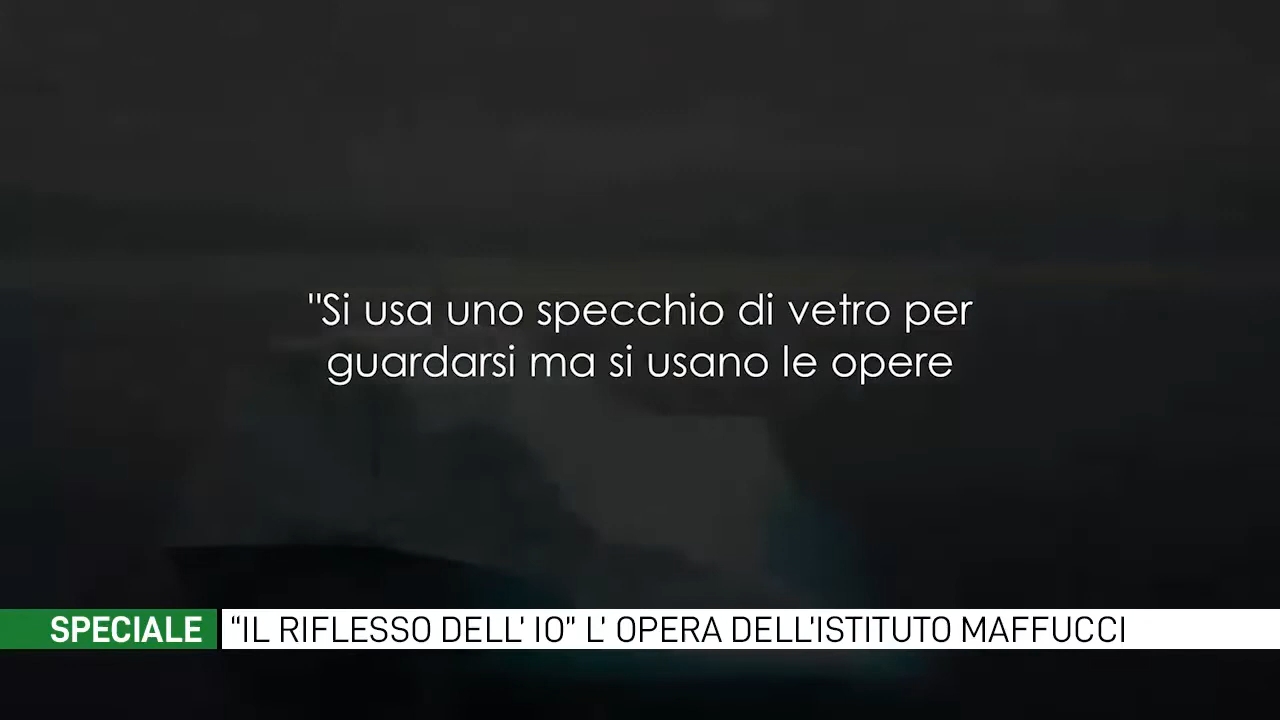 "Si usa uno specchio di vetro per
guardarsi ma si usano le opere
SPECIALE
“IL RIFLESSO DELL’ IO” L’ OPERA DELL'ISTITUTO MAFFUCCI